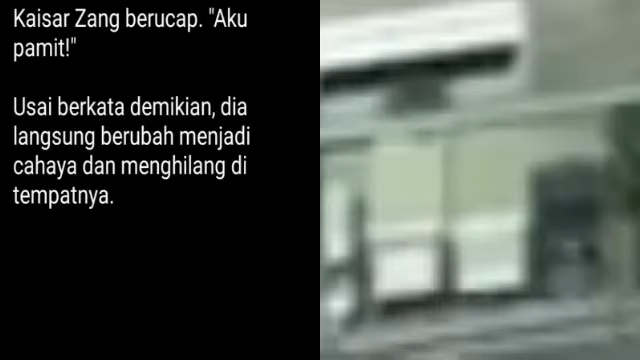 Kaisar Zang berucap. "Aku
pamit!"
Usai berkata demikian, dia
langsung berubah menjadi
cahaya dan menghilang di
tempatnya.